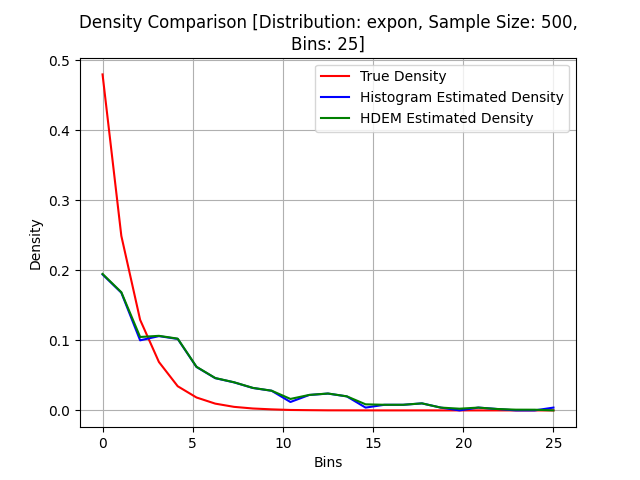 Density Comparison [Distribution: expon, Sample Size: 500,
Bins: 25]
True Density
Histogram Estimated Density
HDEM Estimated Density
Density
0.5
0.4
0.3
0.2
0.1
0.0
0 5 10 15 20 25
Bins